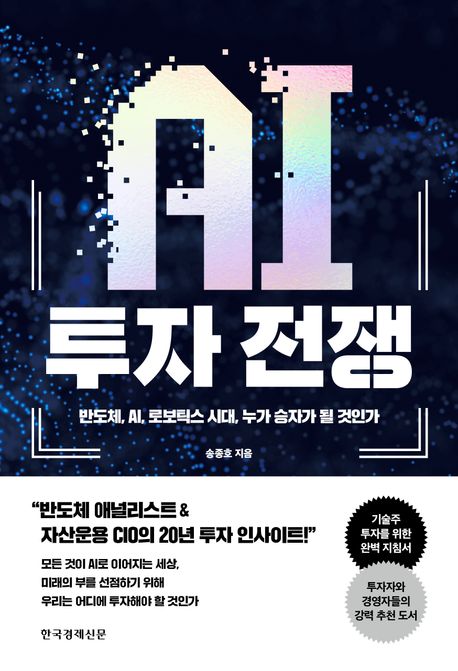 AI
투자 전쟁
반도체, AI, 로보틱스 시대, 누가 승자가 될 것인가
송종호 지음
“반도체 애널리스트 &
자산운용 CIO의 20년 투자 인사이트!”
모든 것이 AI로 이어지는 세상,
미래의 부를 선점하기 위해
우리는 어디에 투자해야 할 것인가
기술주
투자를 위한
완벽 지침서
투자자와
경영자들의
강력 추천 도서
한국경제신문